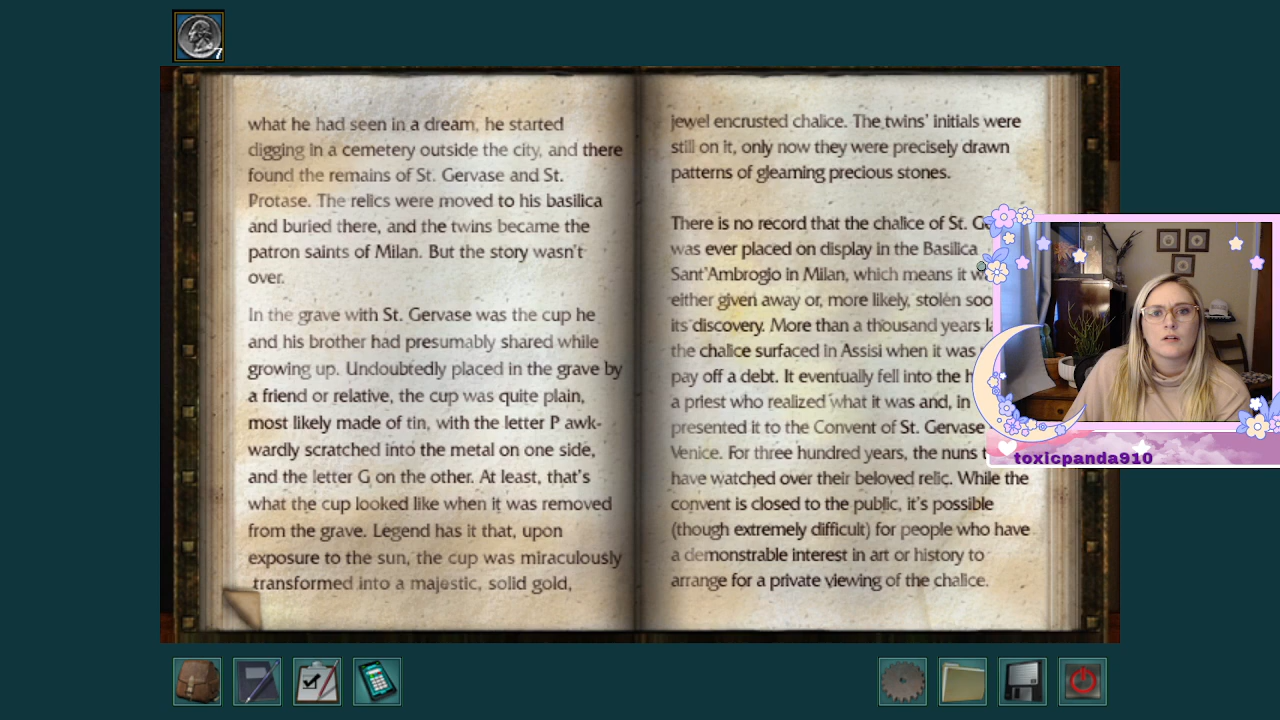 7
what he had seen in a dream, he started
digging in a cemetery outside the city, and there
found the remains of St. Gervase and St.
Protase. The relics were moved to his basilica
and buried there, and the twins became the
patron saints of Milan. But the story wasn't
over.
In the grave with St. Gervase was the cup he
and his brother had presumably shared while
growing up. Undoubtedly placed in the grave by
a friend or relative, the cup was quite plain,
most likely made of tin, with the letter P awk-
wardly scratched into the metal on one side,
and the letter G on the other. At least, that's
what the cup looked like when it was removed
from the grave. Legend has it that, upon
exposure to the sun, the cup was miraculously
transformed into a majestic, solid gold,
jewel encrusted chalice. The twins' initials were
still on it, only now they were precisely drawn
patterns of gleaming precious stones.
There is no record that the chalice of St.
was ever placed on display in the Basilica
Sant'Ambrogio in Milan, which means it
either given away or, more likely, stolen
its discovery. More than a thousand years
the chalice surfaced in Assisi when it was
pay off a debt. It eventually fell into the
a priest who realized what it was and, in
presented it to the Convent of St. Gervase
Venice. For three hundred years, the nuns
have watched over their beloved relic. While the
convent is closed to the public, it's possible
(though extremely difficult) for people who have
a demonstrable interest in art or history to
arrange for a private viewing of the chalice.
toxicpanda910